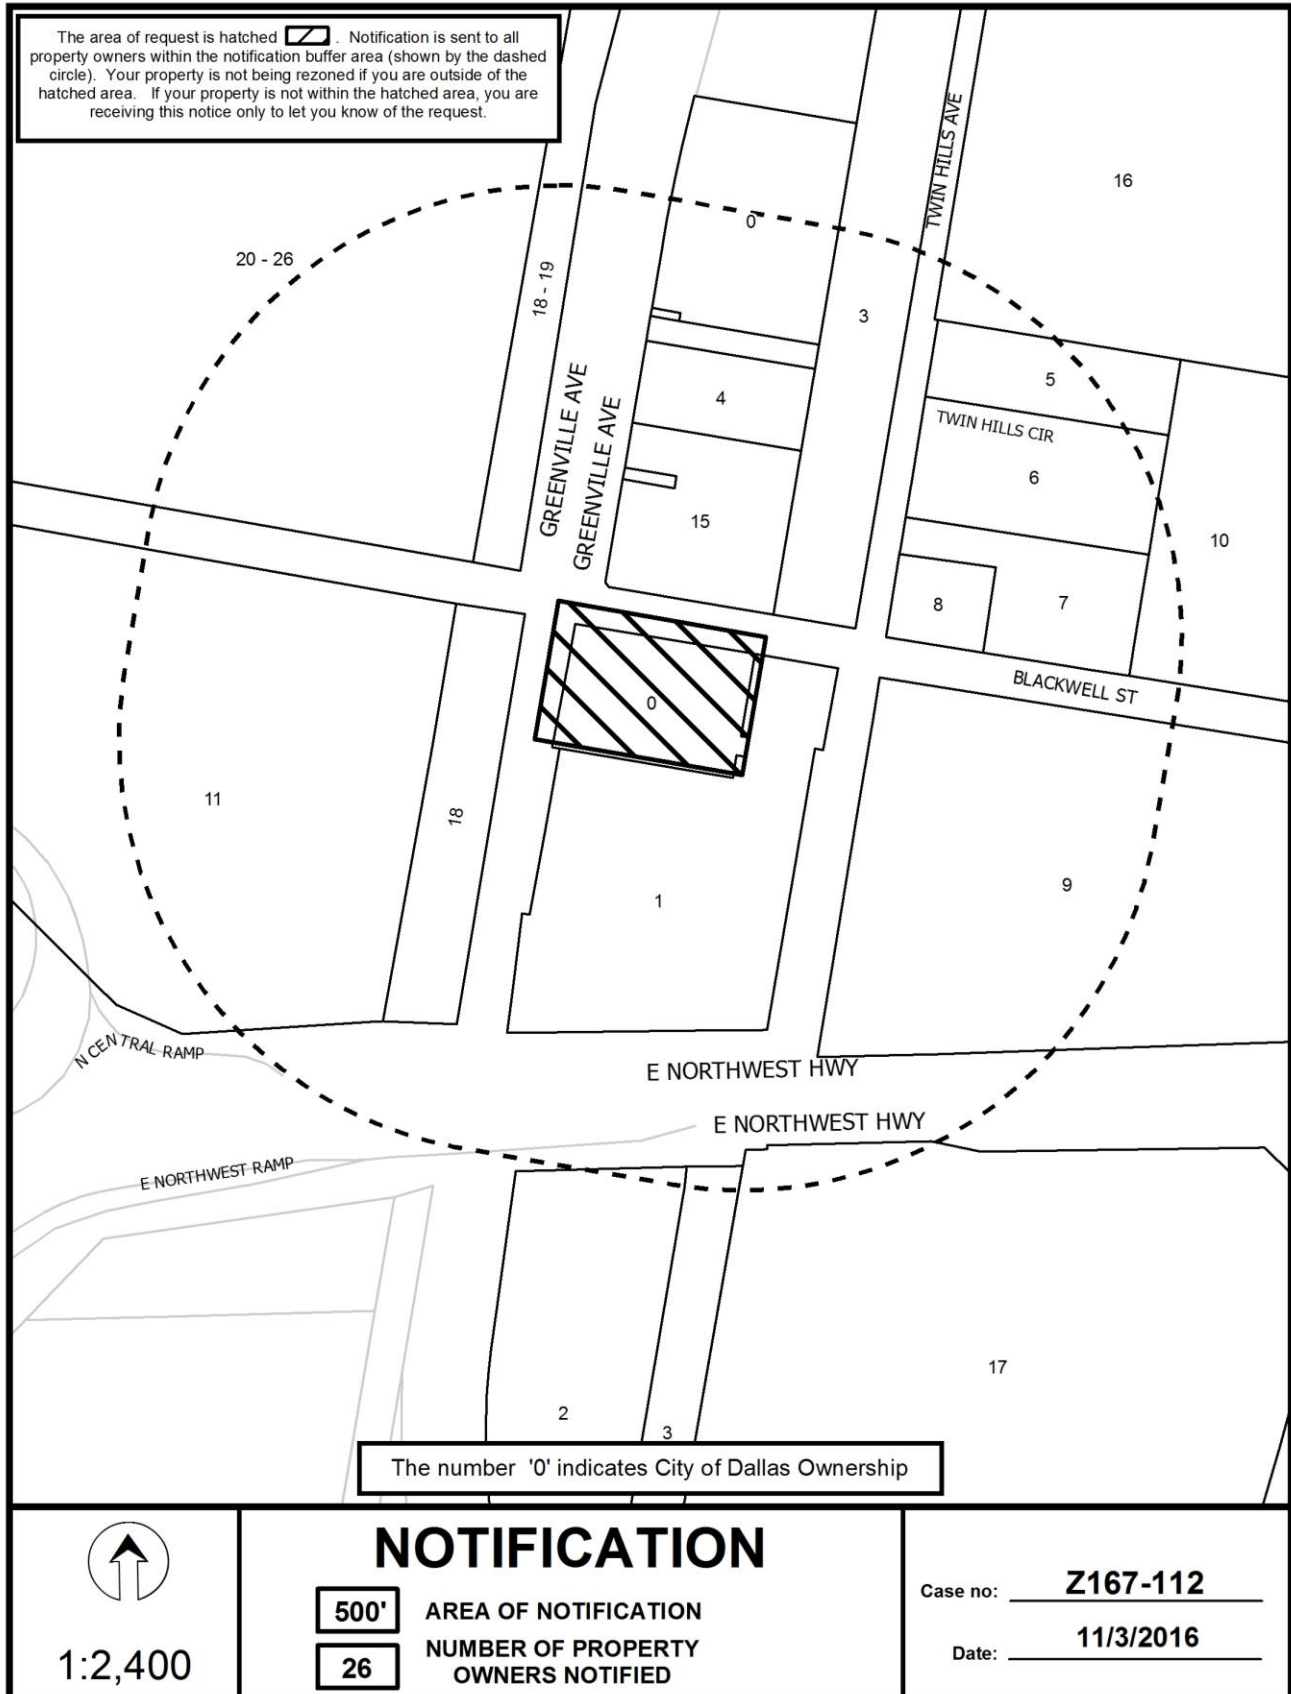 The area of request is hatched . Notification is sent to all
property owners within the notification buffer area (shown by the dashed
circle). Your property is not being rezoned if you are outside of the
hatched area. If your property is not within the hatched area, you are
receiving this notice only to let you know of the request.
TWIN HILLS AVE
16
0
20 - 26
18 - 19
3
5
GREENVILLE AVE
GREENVILLE AVE
4
TWIN HILLS CIR
6
15
10
8
7
BLACKWELL ST
0
11
18
9
1
N CENTRAL RAMP
E NORTHWEST HWY
E NORTHWEST HWY
E NORTHWEST RAMP
17
2
3
The number '0' indicates City of Dallas Ownership
1:2,400
NOTIFICATION
500' AREA OF NOTIFICATION
26 NUMBER OF PROPERTY
OWNERS NOTIFIED
Case no: Z167-112
Date: 11/3/2016